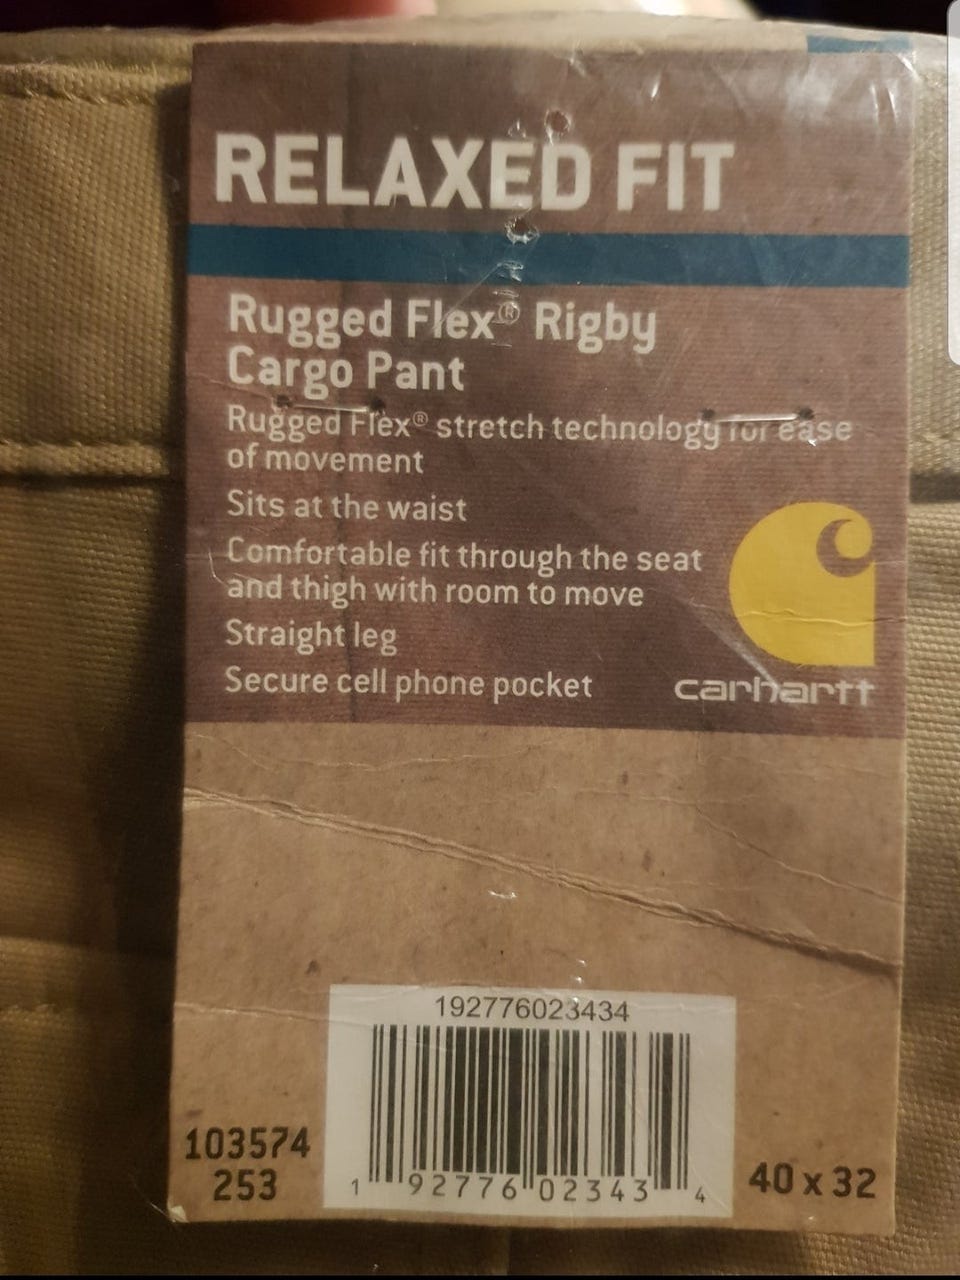 RELAXED FIT
Rugged Flex® Rigby
Cargo Pant
Rugged Flex® stretch technology for ease
of movement
Sits at the waist
Comfortable fit through the seat
and thigh with room to move
Straight leg
Secure cell phone pocket
carhartt
192776023434
1 92776 02343 4
103574
253
40 x 32